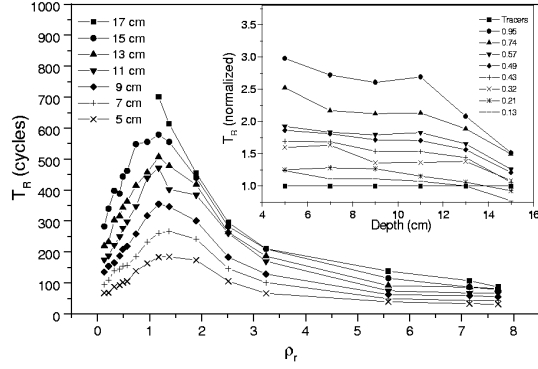 1000
900
800
700
600
500
400
300
200
100
0
T_R (cycles)
17 cm
15 cm
13 cm
11 cm
9 cm
7 cm
5 cm
0 1 2 3 4 5 6 7 8
ρ_r
3.5
3.0
2.5
2.0
1.5
1.0
T_R (normalized)
4 6 8 10 12 14 16
Depth (cm)
Tracers
0.95
0.74
0.57
0.49
0.43
0.32
0.21
0.13